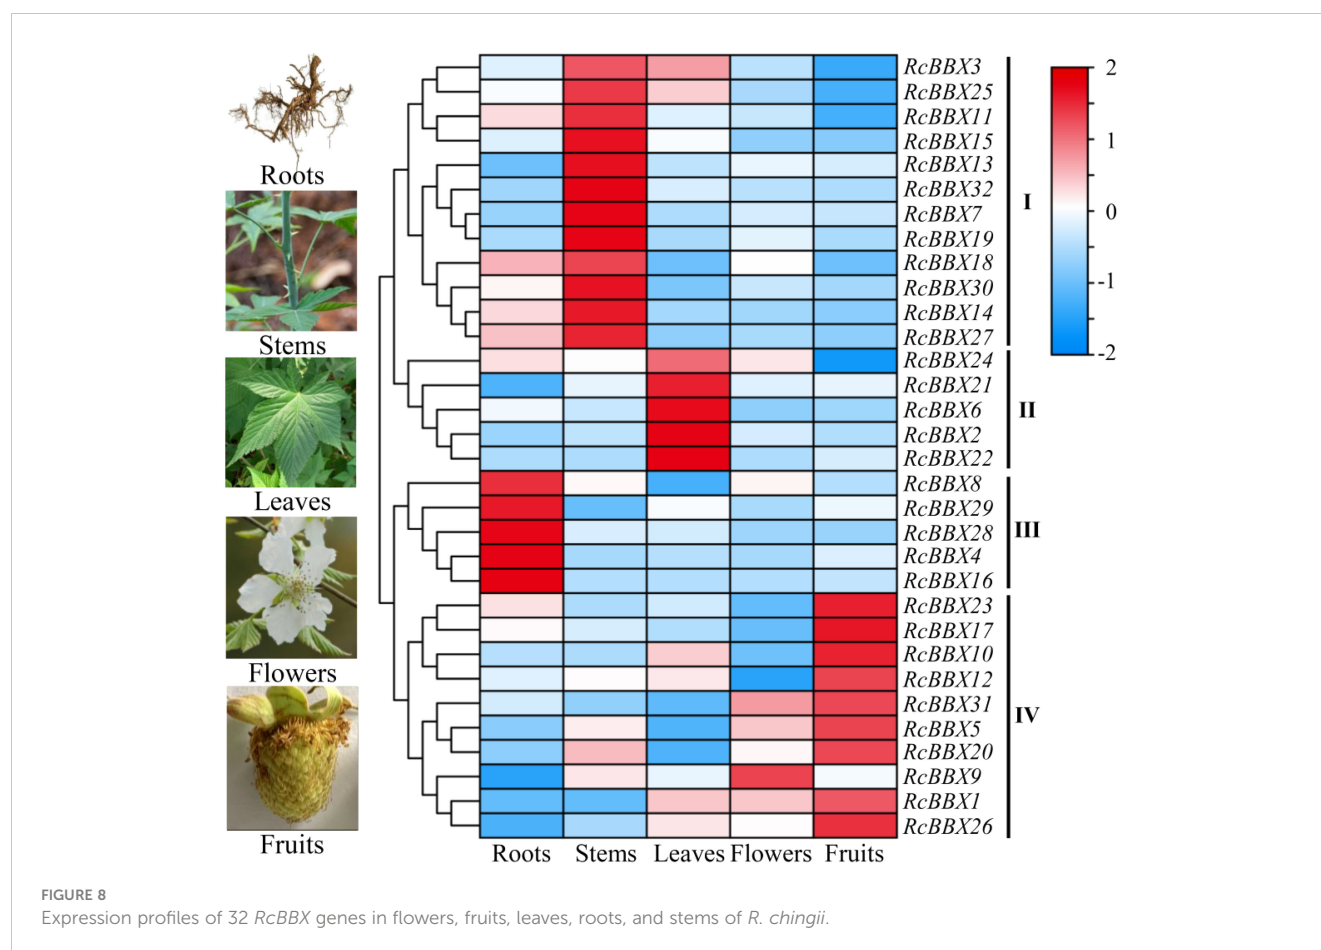 Roots
Stems
Leaves
Flowers
Fruits
RcBBX3
RcBBX25
RcBBX11
RcBBX15
RcBBX13
RcBBX32
RcBBX7
RcBBX19
RcBBX18
RcBBX30
RcBBX14
RcBBX27
RcBBX24
RcBBX21
RcBBX6
RcBBX2
RcBBX22
RcBBX8
RcBBX29
RcBBX28
RcBBX4
RcBBX16
RcBBX23
RcBBX17
RcBBX10
RcBBX12
RcBBX31
RcBBX5
RcBBX20
RcBBX9
RcBBX1
RcBBX26
I
II
III
IV
2
1
0
-1
-2
Roots Stems Leaves Flowers Fruits
FIGURE 8
Expression profiles of 32 RcBBX genes in flowers, fruits, leaves, roots, and stems of R. chingii.